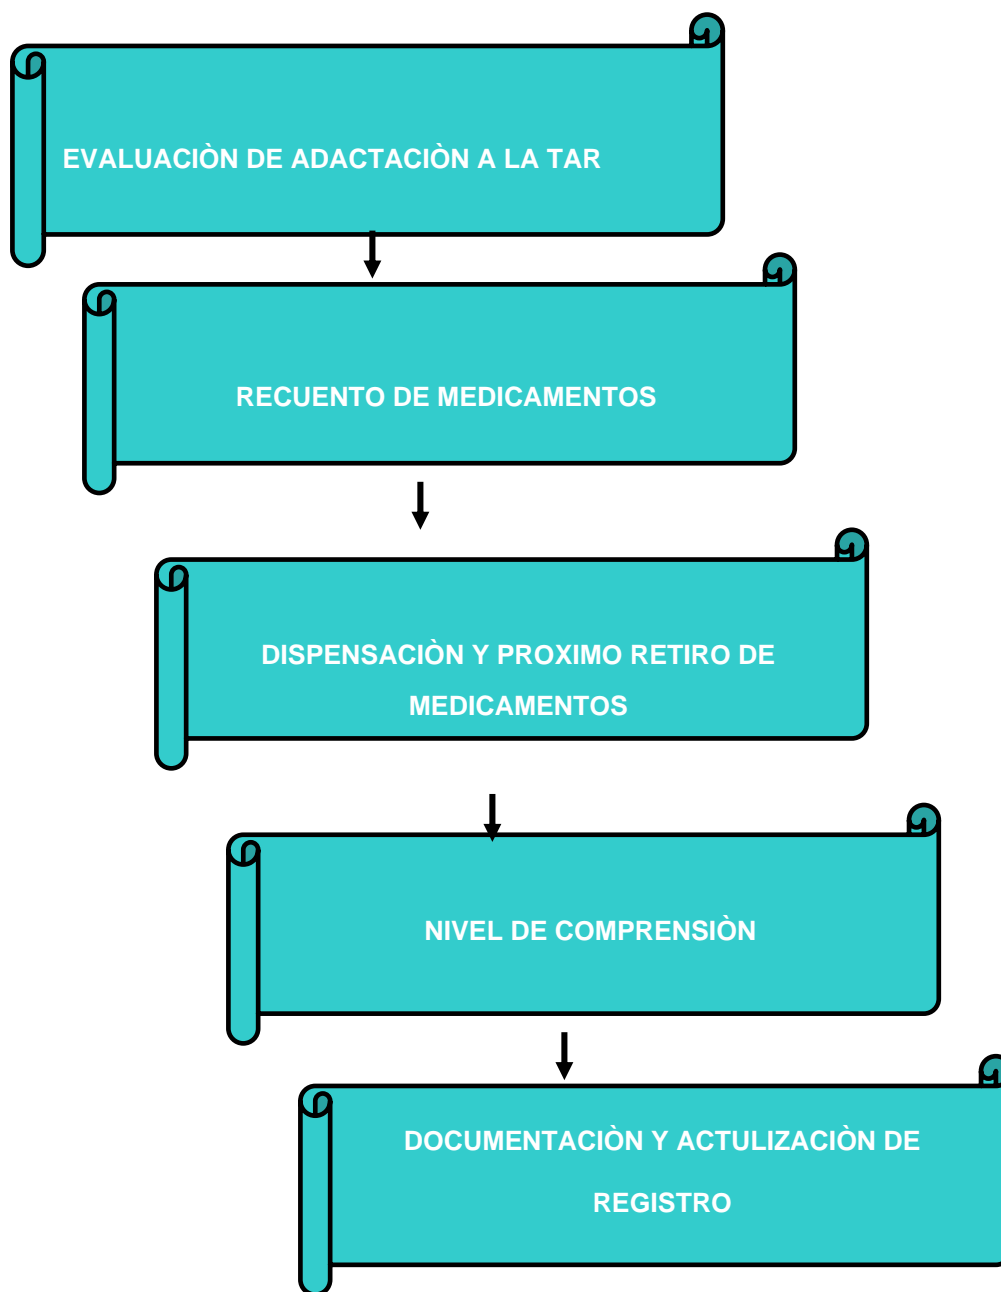 EVALUACIÒN DE ADACTACIÒN A LA TAR
RECUENTO DE MEDICAMENTOS
DISPENSACIÒN Y PROXIMO RETIRO DE
MEDICAMENTOS
NIVEL DE COMPRENSIÒN
DOCUMENTACIÒN Y ACTULIZACIÒN DE
REGISTRO